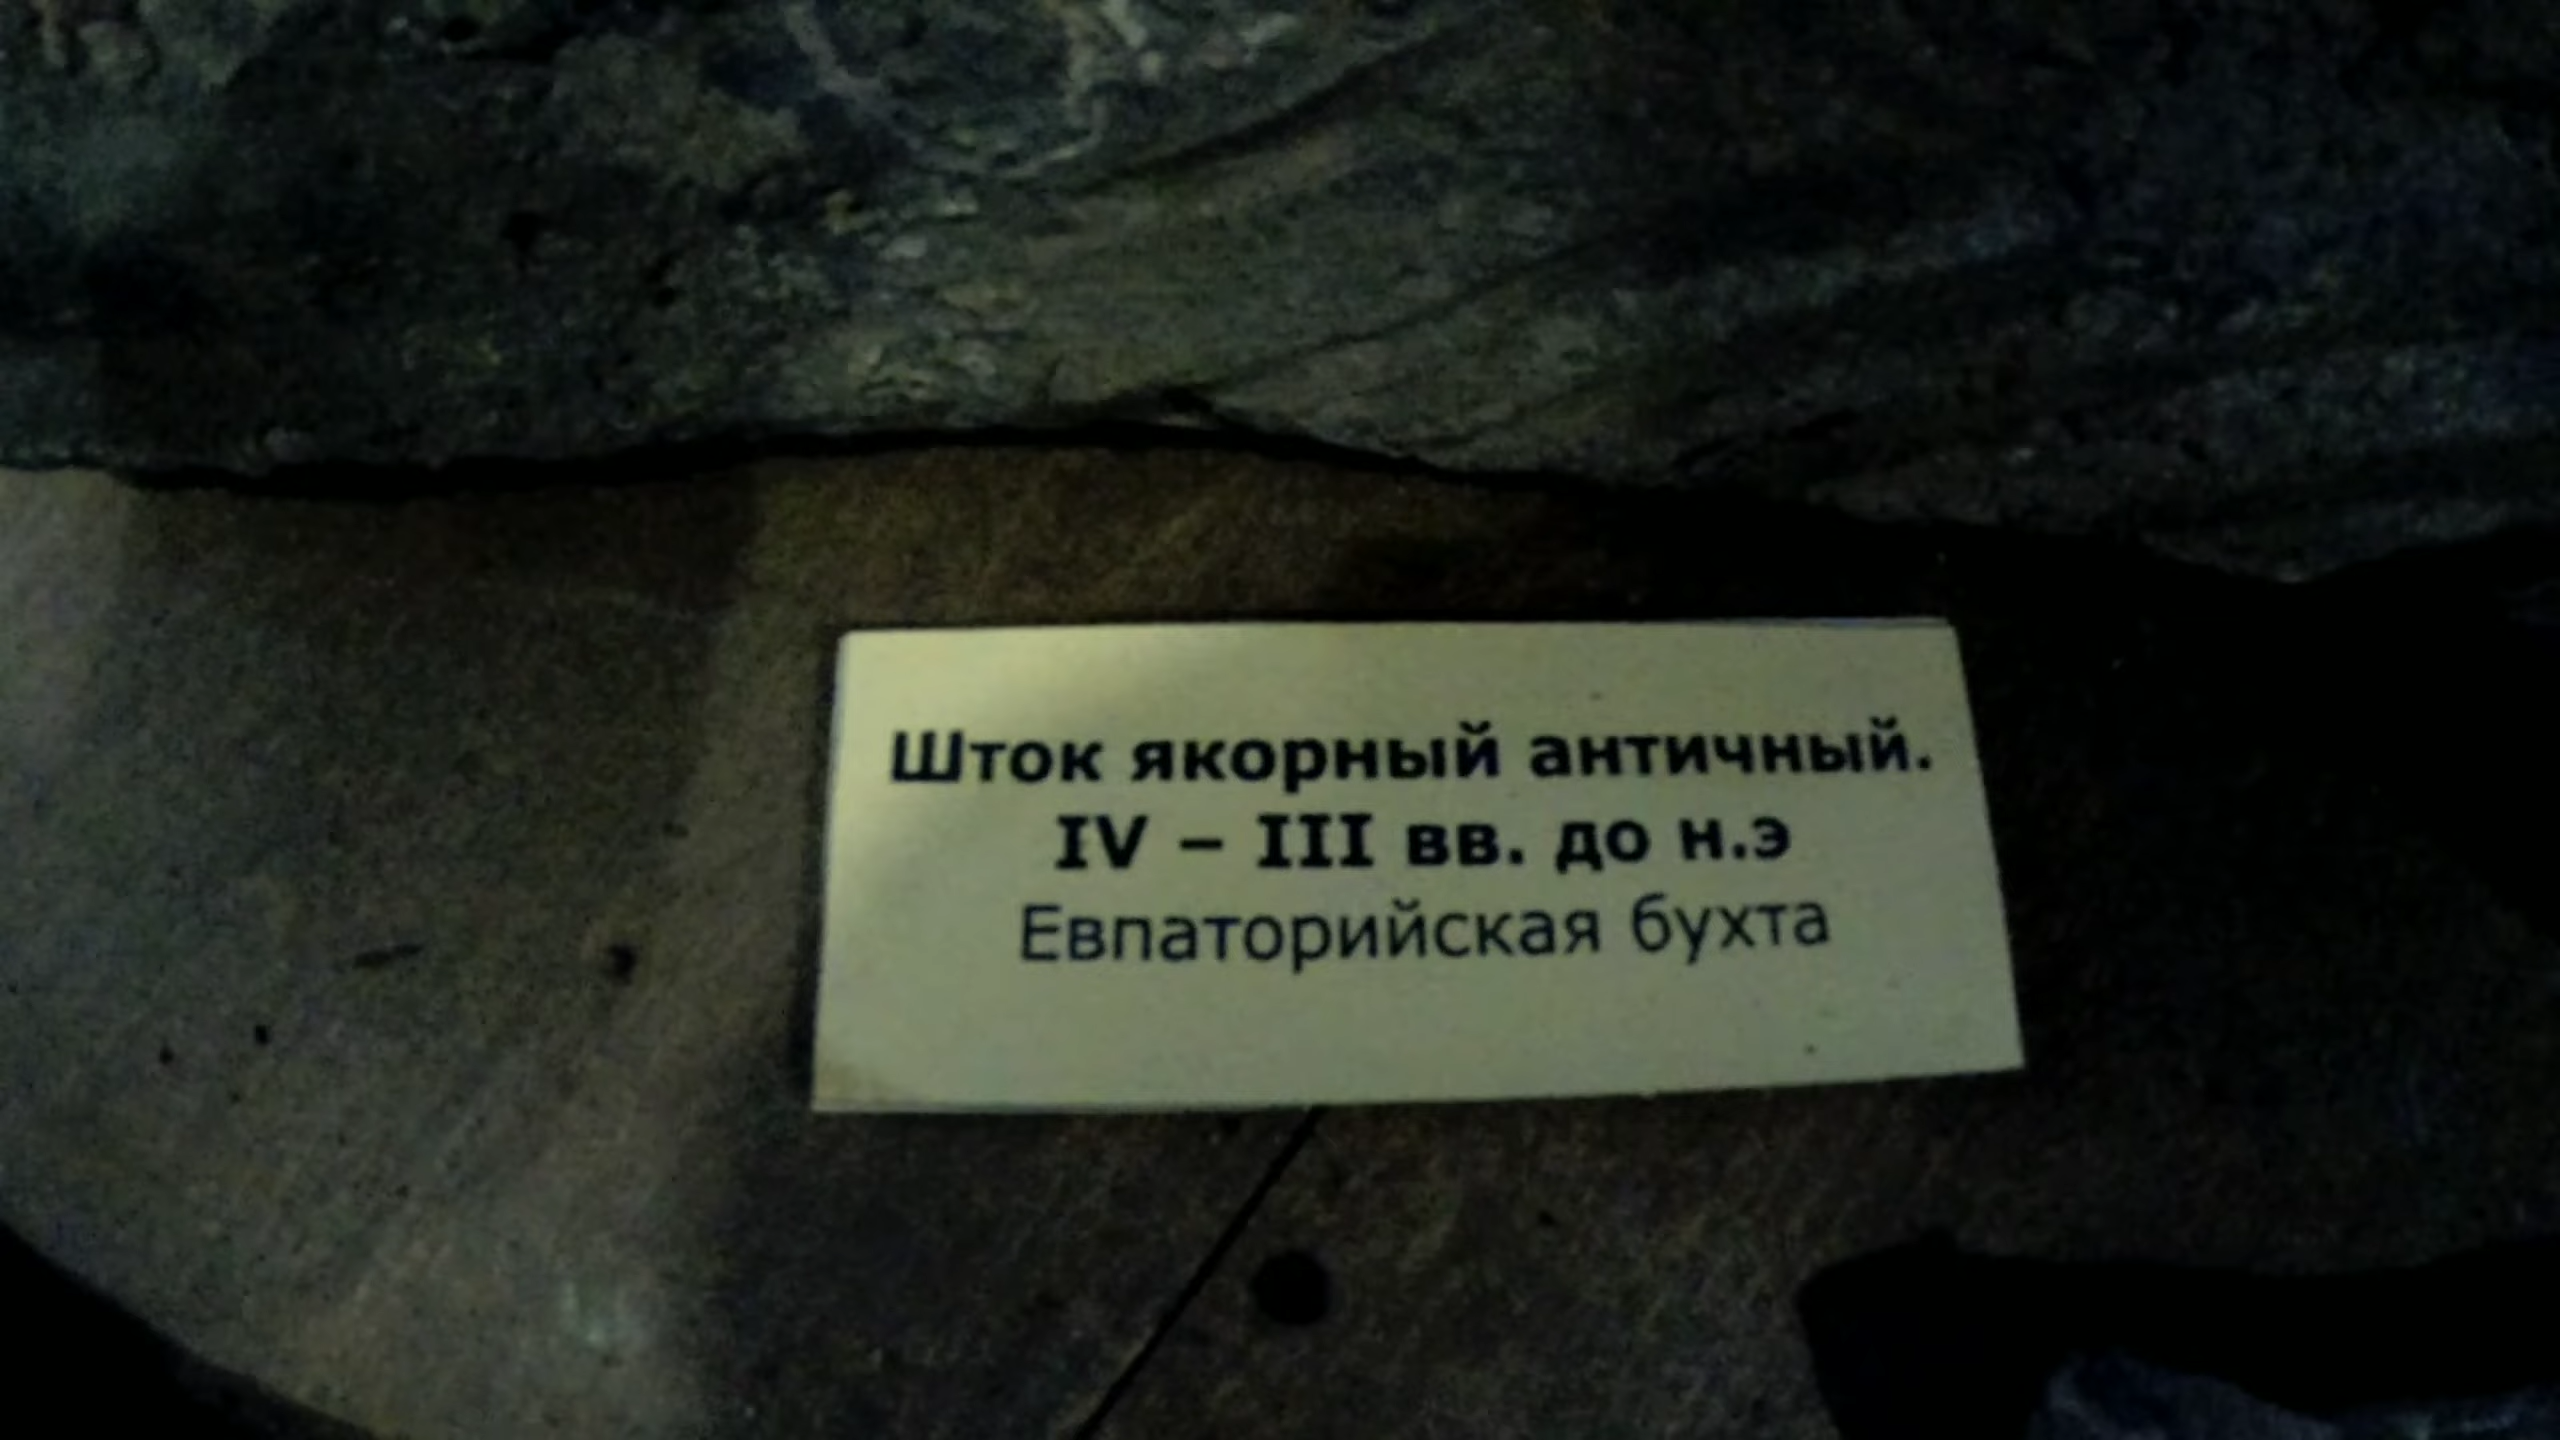 Шток якорный античный.
IV – III вв. до н.э
Евпаторийская бухта